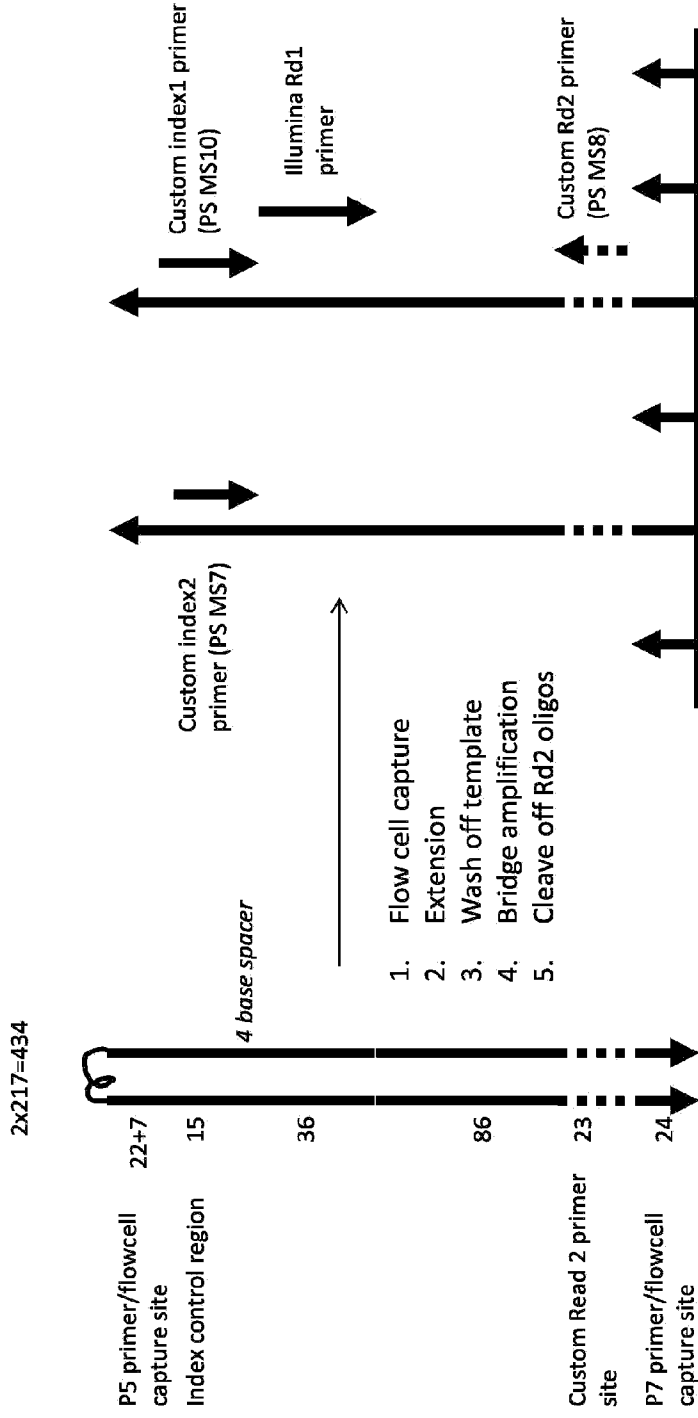 2x217=434
P5 primer/flowcell
capture site
Index control region
Custom Read 2 primer
site
P7 primer/flowcell
capture site
22+7
15
36
86
23
24
4 base spacer
1. Flow cell capture
2. Extension
3. Wash off template
4. Bridge amplification
5. Cleave off Rd2 oligos
Custom index2
primer (PS MS7)
Custom index1 primer
(PS MS10)
Illumina Rd1
primer
Custom Rd2 primer
(PS MS8)